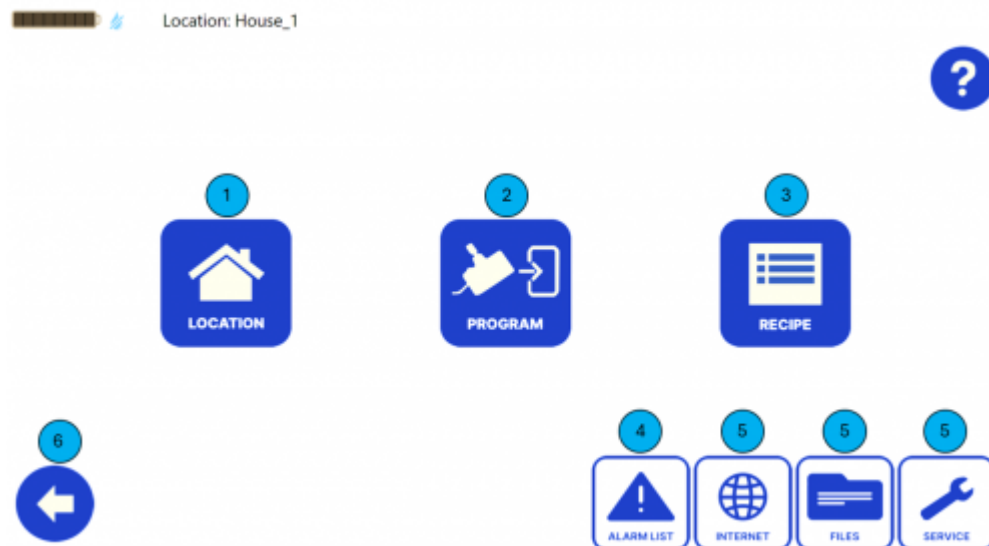 Location: House_1
?
1
2
3
LOCATION
PROGRAM
RECIPE
6
4
5
5
5
ALARM LIST
INTERNET
FILES
SERVICE